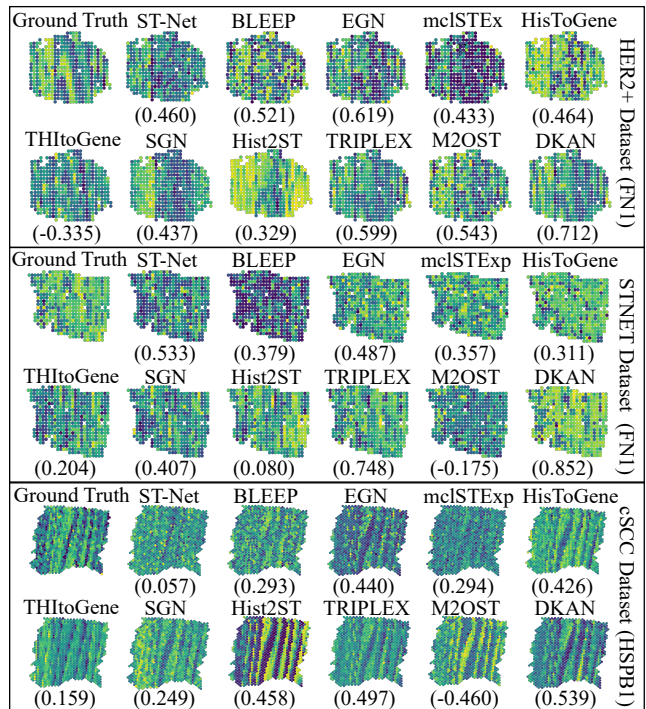 Ground Truth ST-Net BLEEP EGN mclSTEx HisToGene
(0.460) (0.521) (0.619) (0.433) (0.464)
THItoGene SGN Hist2ST TRIPLEX M2OST DKAN
(-0.335) (0.437) (0.329) (0.599) (0.543) (0.712)
HER2+ Dataset (FN1)
Ground Truth ST-Net BLEEP EGN mclSTExp HisToGene
(0.533) (0.379) (0.487) (0.357) (0.311)
THItoGene SGN Hist2ST TRIPLEX M2OST DKAN
(0.204) (0.407) (0.080) (0.748) (-0.175) (0.852)
STNET Dataset (FN1)
Ground Truth ST-Net BLEEP EGN mclSTExp HisToGene
(0.057) (0.293) (0.440) (0.294) (0.426)
THItoGene SGN Hist2ST TRIPLEX M2OST DKAN
(0.159) (0.249) (0.458) (0.497) (-0.460) (0.539)
cSCC Dataset (HSPB1)